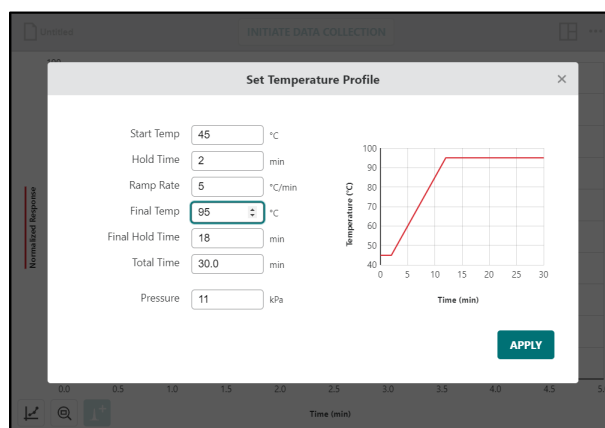 Untitled
INITIATE DATA COLLECTION
100
Set Temperature Profile
Start Temp 45 °C
Hold Time 2 min
Ramp Rate 5 °C/min
Final Temp 95 °C
Final Hold Time 18 min
Total Time 30.0 min
Pressure 11 kPa
100
90
80
70
60
50
40
Temperature (°C)
0 5 10 15 20 25 30
Time (min)
APPLY
Normalized Response
0.0 0.5 1.0 1.5 2.0 2.5 3.0 3.5 4.0 4.5
Time (min)